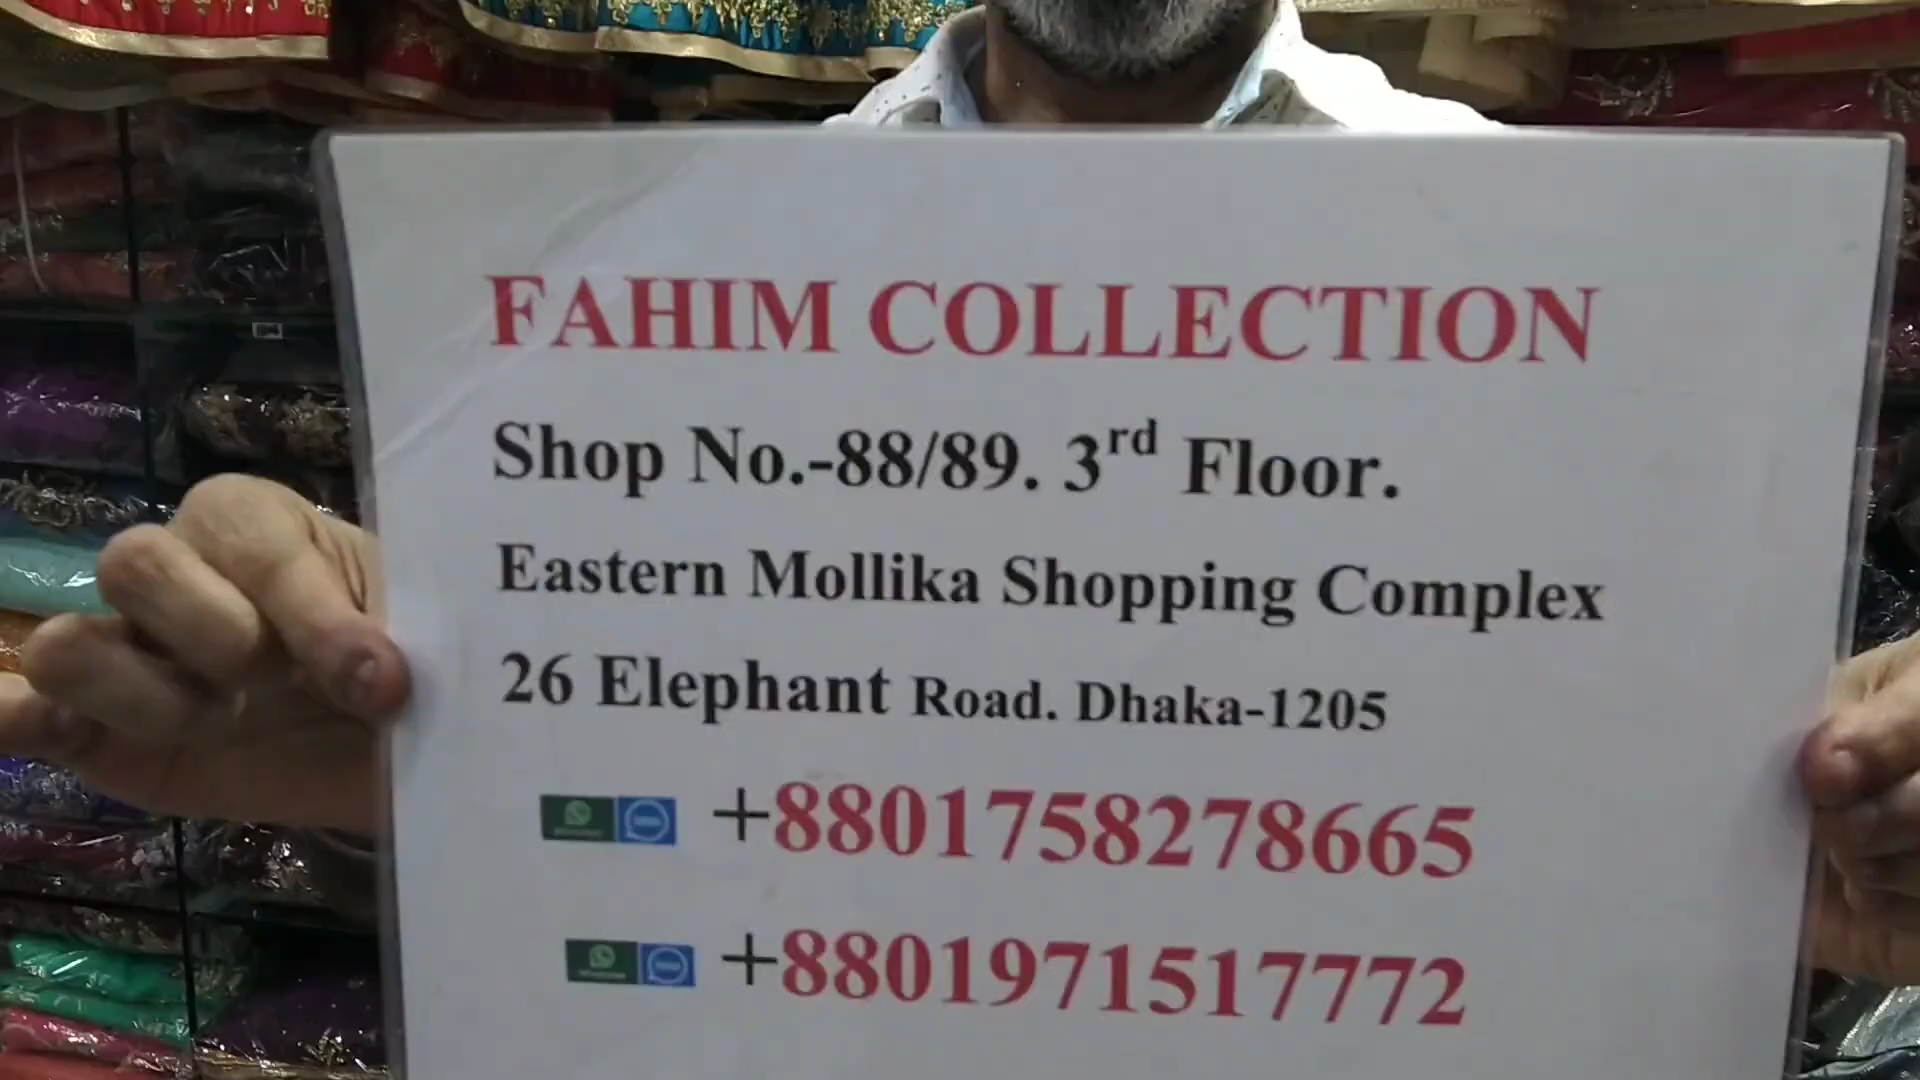 FAHIM COLLECTION
Shop No.-88/89. 3rd Floor.
Eastern Mollika Shopping Complex
26 Elephant Road. Dhaka-1205
+8801758278665
+8801971517772